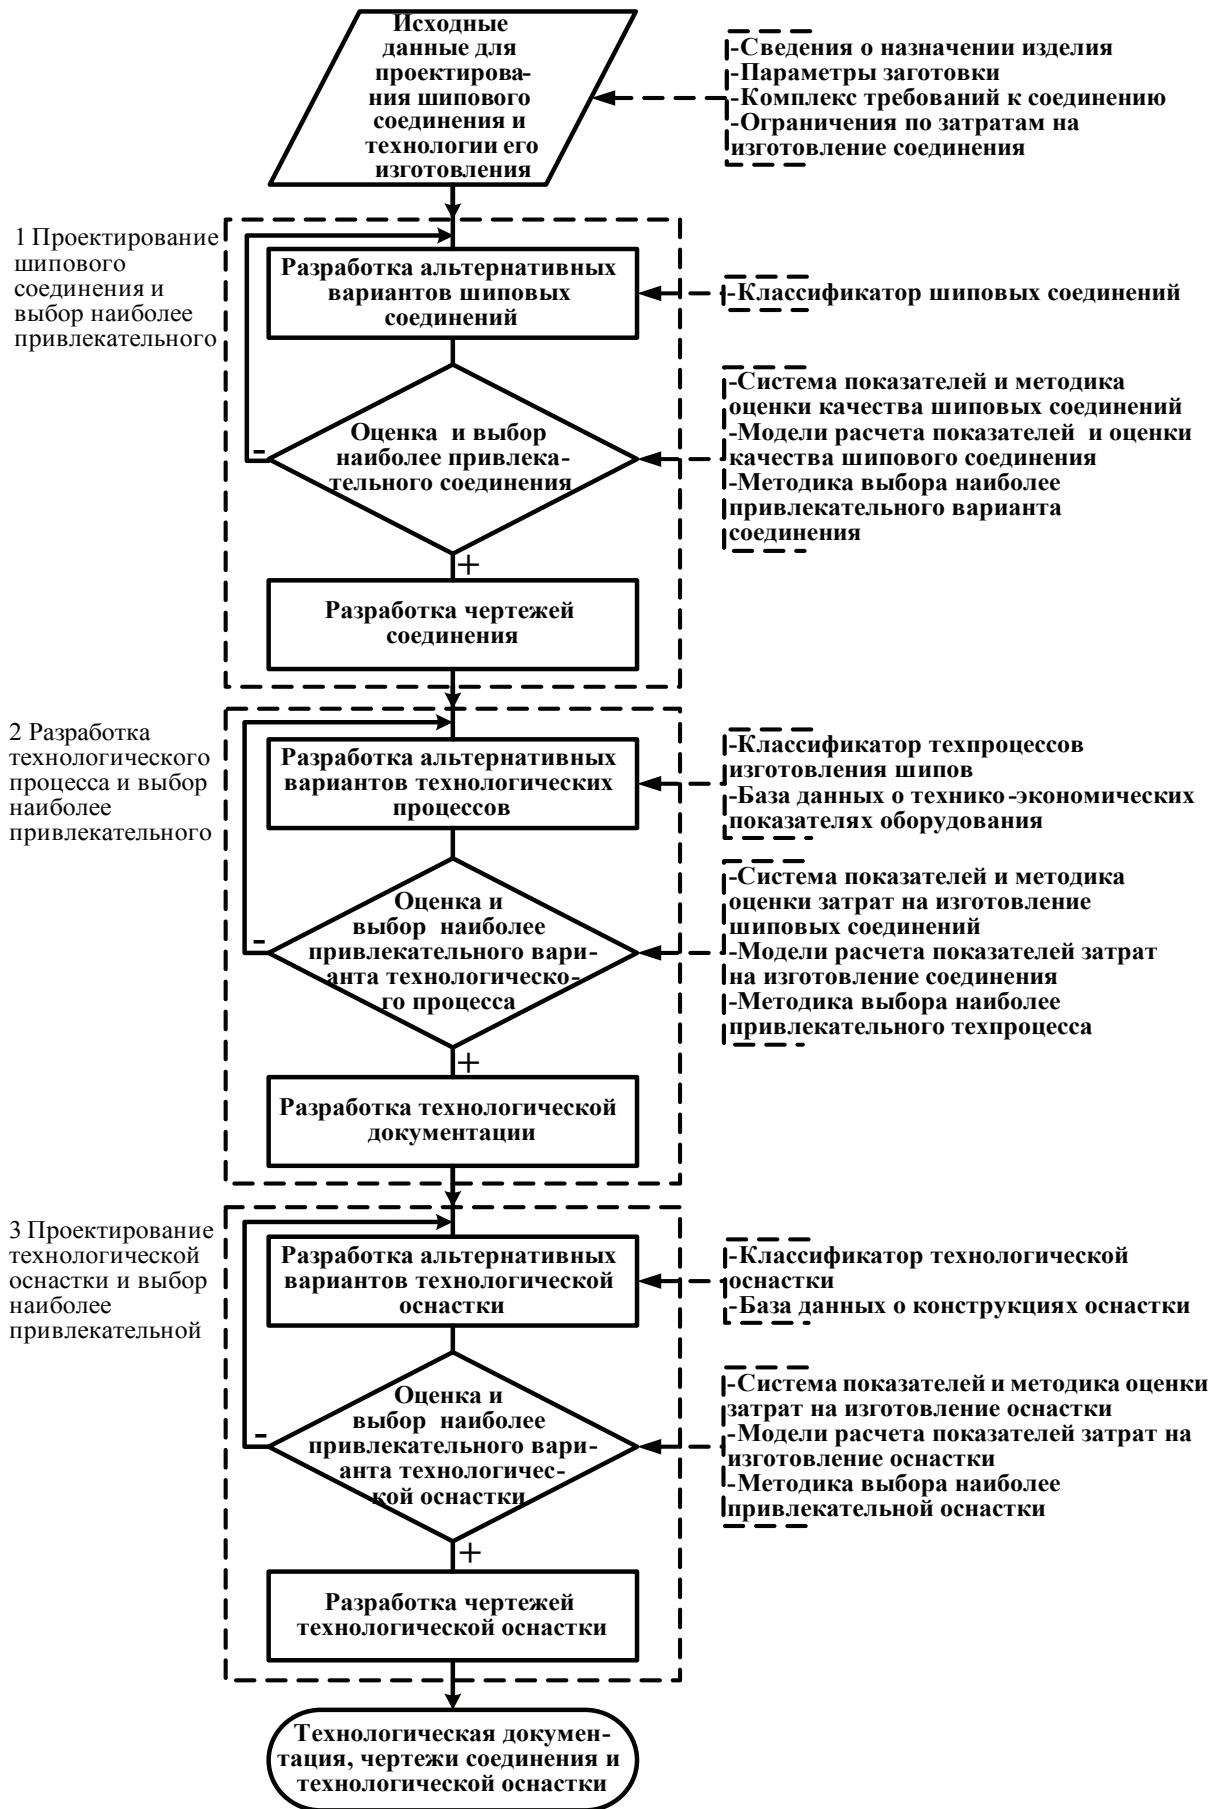 Исходные
данные для
проектирова-
ния шипового
соединения и
технологии его
изготовления
-Сведения о назначении изделия
-Параметры заготовки
-Комплекс требований к соединению
-Ограничения по затратам на
изготовление соединения
1 Проектирование
шипового
соединения и
выбор наиболее
привлекательного
Разработка альтернативных
вариантов шиповых
соединений
-Классификатор шиповых соединений
Оценка и выбор
наиболее привлека-
тельного соединения
-
+
-Система показателей и методика
оценки качества шиповых соединений
-Модели расчета показателей и оценки
качества шипового соединения
-Методика выбора наиболее
привлекательного варианта
соединения
Разработка чертежей
соединения
2 Разработка
технологического
процесса и выбор
наиболее
привлекательного
Разработка альтернативных
вариантов технологических
процессов
-Классификатор техпроцессов
изготовления шипов
-База данных о технико-экономических
показателях оборудования
Оценка и
выбор наиболее
привлекательного вари-
анта технологическо-
го процесса
-
+
-Система показателей и методика
оценки затрат на изготовление
шиповых соединений
-Модели расчета показателей затрат
на изготовление соединения
-Методика выбора наиболее
привлекательного техпроцесса
Разработка технологической
документации
3 Проектирование
технологической
оснастки и выбор
наиболее
привлекательной
Разработка альтернативных
вариантов технологической
оснастки
-Классификатор технологической
оснастки
-База данных о конструкциях оснастки
Оценка и
выбор наиболее
привлекательного вари-
анта технологичес-
кой оснастки
-
+
-Система показателей и методика оценки
затрат на изготовление оснастки
-Модели расчета показателей затрат на
изготовление оснастки
-Методика выбора наиболее
привлекательной оснастки
Разработка чертежей
технологической оснастки
Технологическая докумен-
тация, чертежи соединения и
технологической оснастки